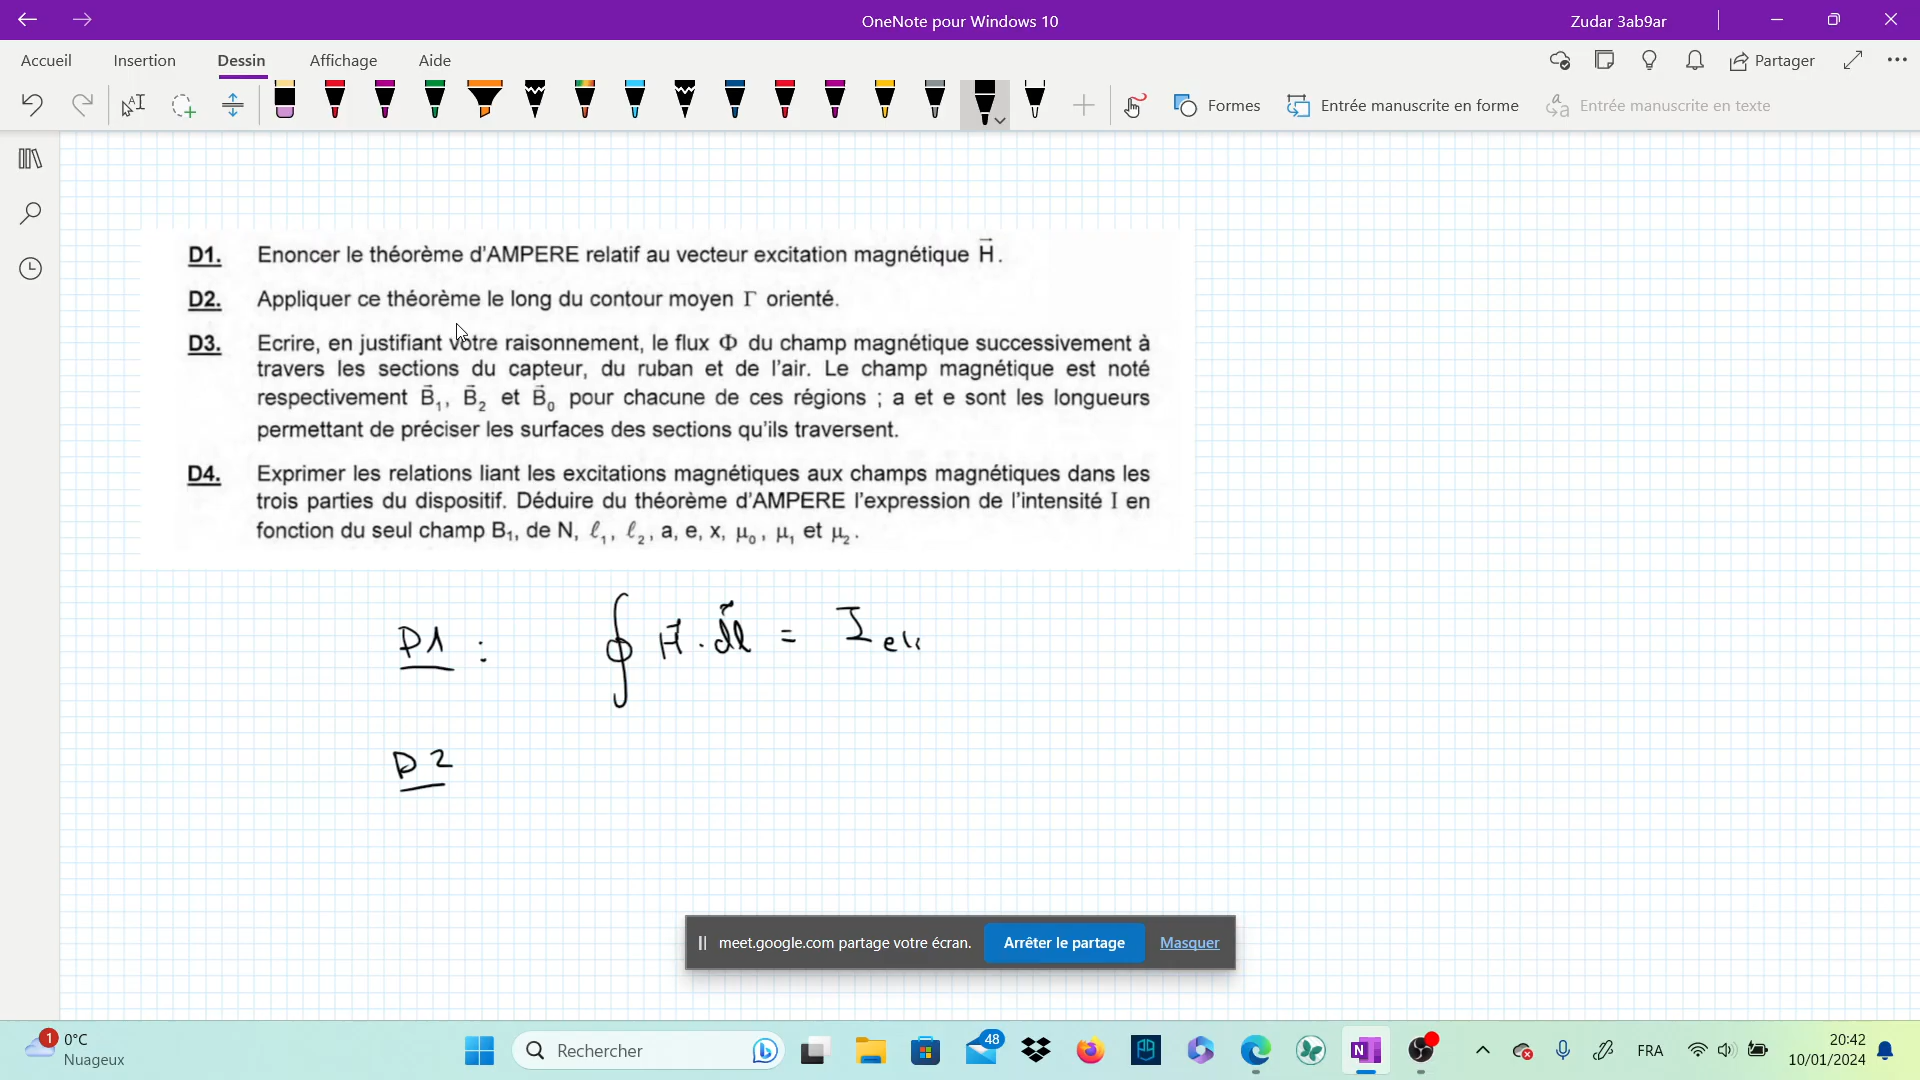 OneNote pour Windows 10
Zudar 3ab9ar
Accueil Insertion Dessin Affichage Aide
Partager
Formes Entrée manuscrite en forme Entrée manuscrite en texte
D1. Enoncer le théorème d'AMPERE relatif au vecteur excitation magnétique H⃗.
D2. Appliquer ce théorème le long du contour moyen Γ orienté.
D3. Ecrire, en justifiant votre raisonnement, le flux Φ du champ magnétique successivement à
travers les sections du capteur, du ruban et de l'air. Le champ magnétique est noté
respectivement B⃗₁, B⃗₂ et B⃗₀ pour chacune de ces régions ; a et e sont les longueurs
permettant de préciser les surfaces des sections qu'ils traversent.
D4. Exprimer les relations liant les excitations magnétiques aux champs magnétiques dans les
trois parties du dispositif. Déduire du théorème d'AMPERE l'expression de l'intensité I en
fonction du seul champ B₁, de N, ℓ₁, ℓ₂, a, e, x, μ₀, μ₁ et μ₂.
D1 : ∮ H⃗ . dl⃗ = I
D2
meet.google.com partage votre écran. Arrêter le partage Masquer
1
0°C
Nuageux
Rechercher
48
FRA
20:42
10/01/2024